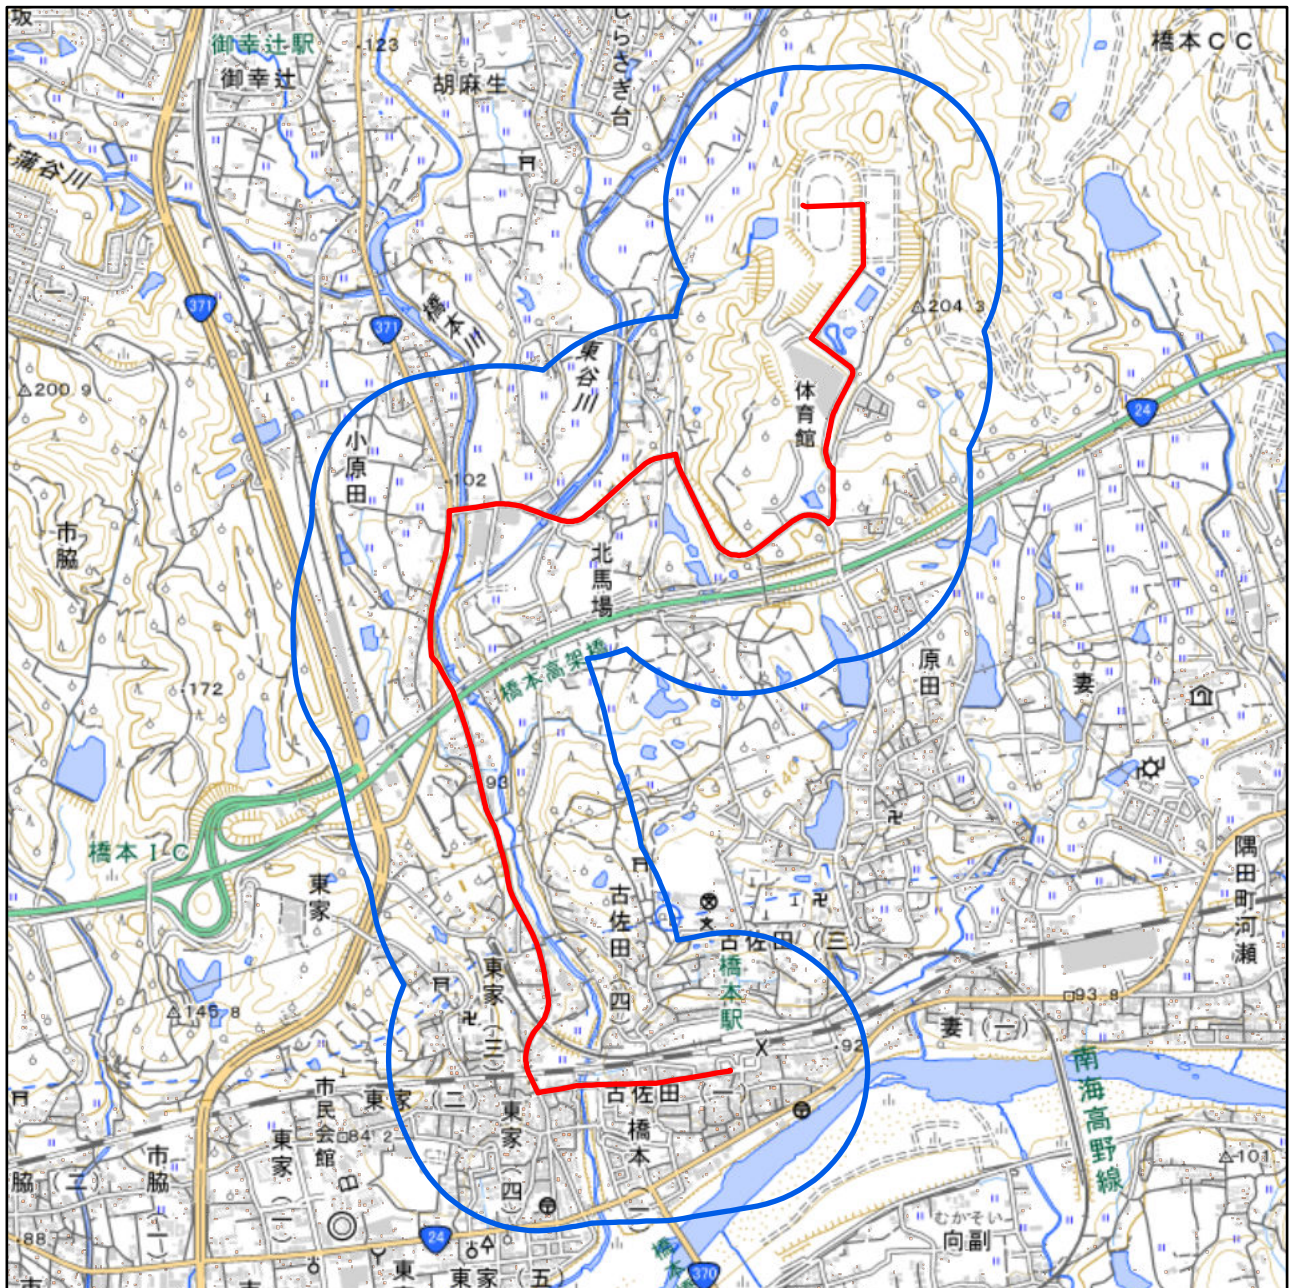 坂
御幸辻駅
御幸辻
123
胡麻生
しらさぎ台
橋本CC
蒲谷川
371
371
橋本川
東谷川
204.3
体育館
24
200.9
小原田
102
市脇
北馬場
橋本高架橋
原田
妻
172
93
140
橋本IC
東家
古佐田(四)
古佐田(三)
橋本駅
隅田町河瀬
東家(三)
145.8
93.8
妻(一)
92
南海高野線
古佐田(一)
東家(二)
市民会館
84.2
東家(一)
東家(四)
橋本(一)
市脇(二)
市脇(一)
101
むかそい
向副
88
24
370
東家(五)